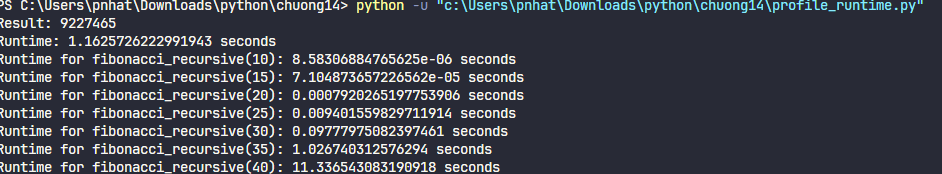 PS C:\Users\pnhat\Downloads\python\chuong14> python -u "c:\Users\pnhat\Downloads\python\chuong14\profile_runtime.py"
Result: 9227465
Runtime: 1.1625726222991943 seconds
Runtime for fibonacci_recursive(10): 8.58306884765625e-06 seconds
Runtime for fibonacci_recursive(15): 7.104873657226562e-05 seconds
Runtime for fibonacci_recursive(20): 0.0007920265197753906 seconds
Runtime for fibonacci_recursive(25): 0.009401559829711914 seconds
Runtime for fibonacci_recursive(30): 0.09777975082397461 seconds
Runtime for fibonacci_recursive(35): 1.026740312576294 seconds
Runtime for fibonacci_recursive(40): 11.336543083190918 seconds